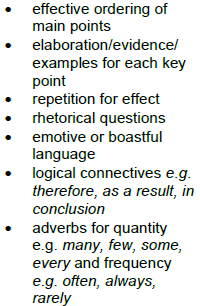 • effective ordering of
main points
• elaboration/evidence/
examples for each key
point
• repetition for effect
• rhetorical questions
• emotive or boastful
language
• logical connectives e.g.
therefore, as a result, in
conclusion
• adverbs for quantity
e.g. many, few, some,
every and frequency
e.g. often, always,
rarely